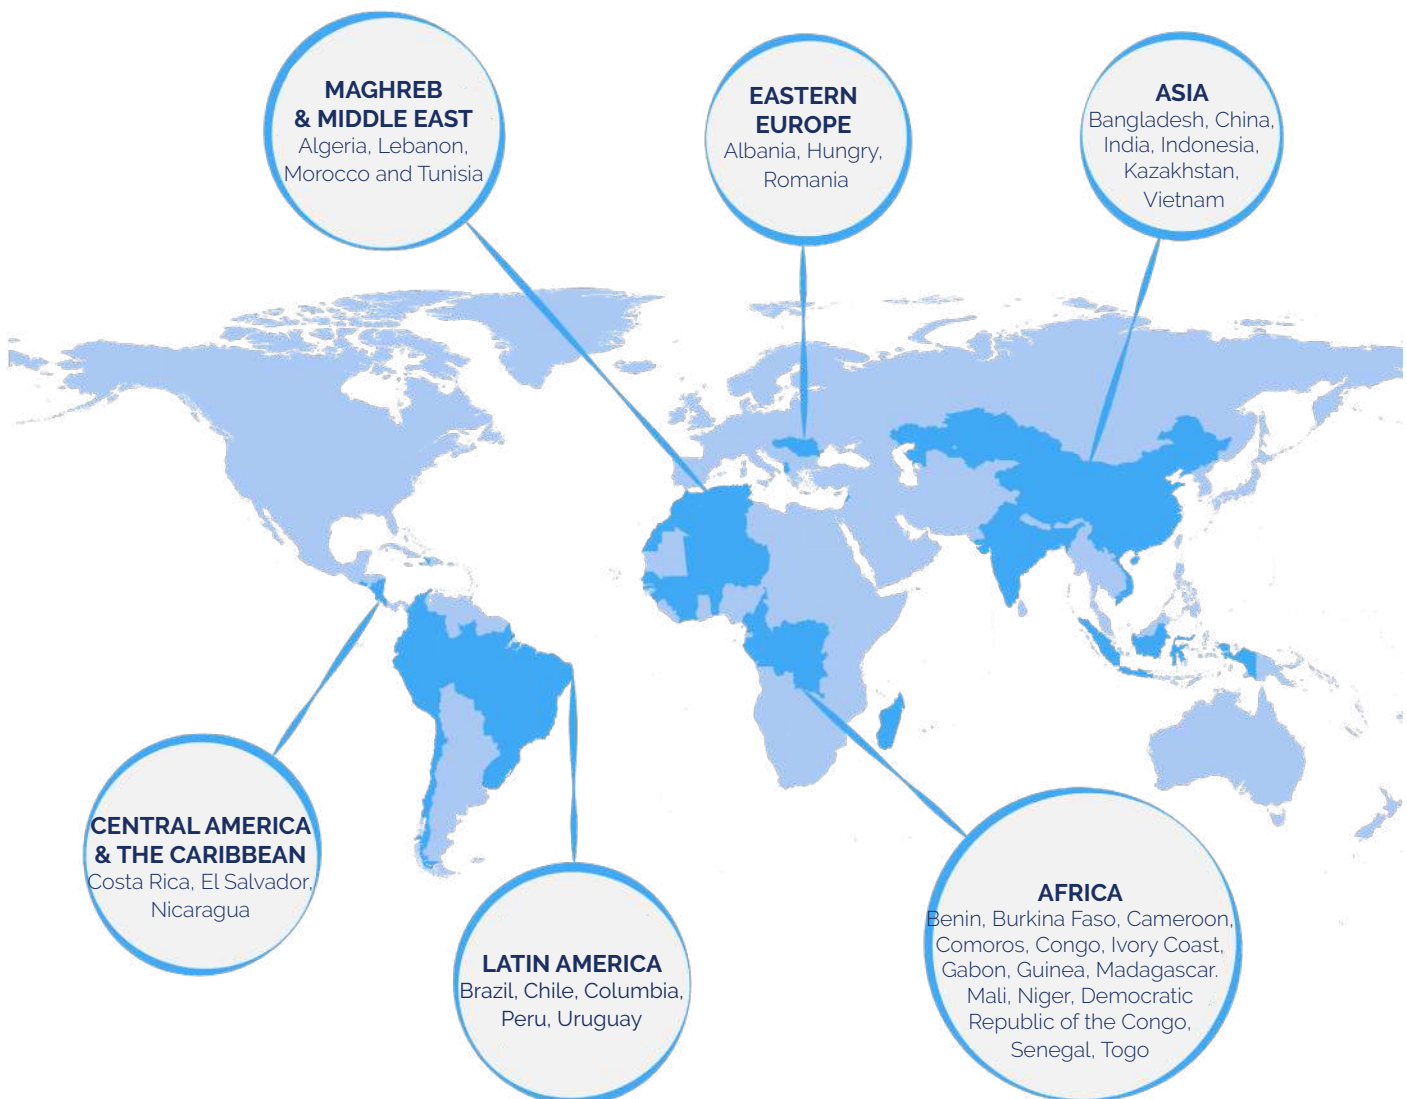 MAGHREB
& MIDDLE EAST
Algeria, Lebanon,
Morocco and Tunisia
EASTERN
EUROPE
Albania, Hungry,
Romania
ASIA
Bangladesh, China,
India, Indonesia,
Kazakhstan,
Vietnam
CENTRAL AMERICA
& THE CARIBBEAN
Costa Rica, El Salvador,
Nicaragua
LATIN AMERICA
Brazil, Chile, Columbia,
Peru, Uruguay
AFRICA
Benin, Burkina Faso, Cameroon,
Comoros, Congo, Ivory Coast,
Gabon, Guinea, Madagascar.
Mali, Niger, Democratic
Republic of the Congo,
Senegal, Togo